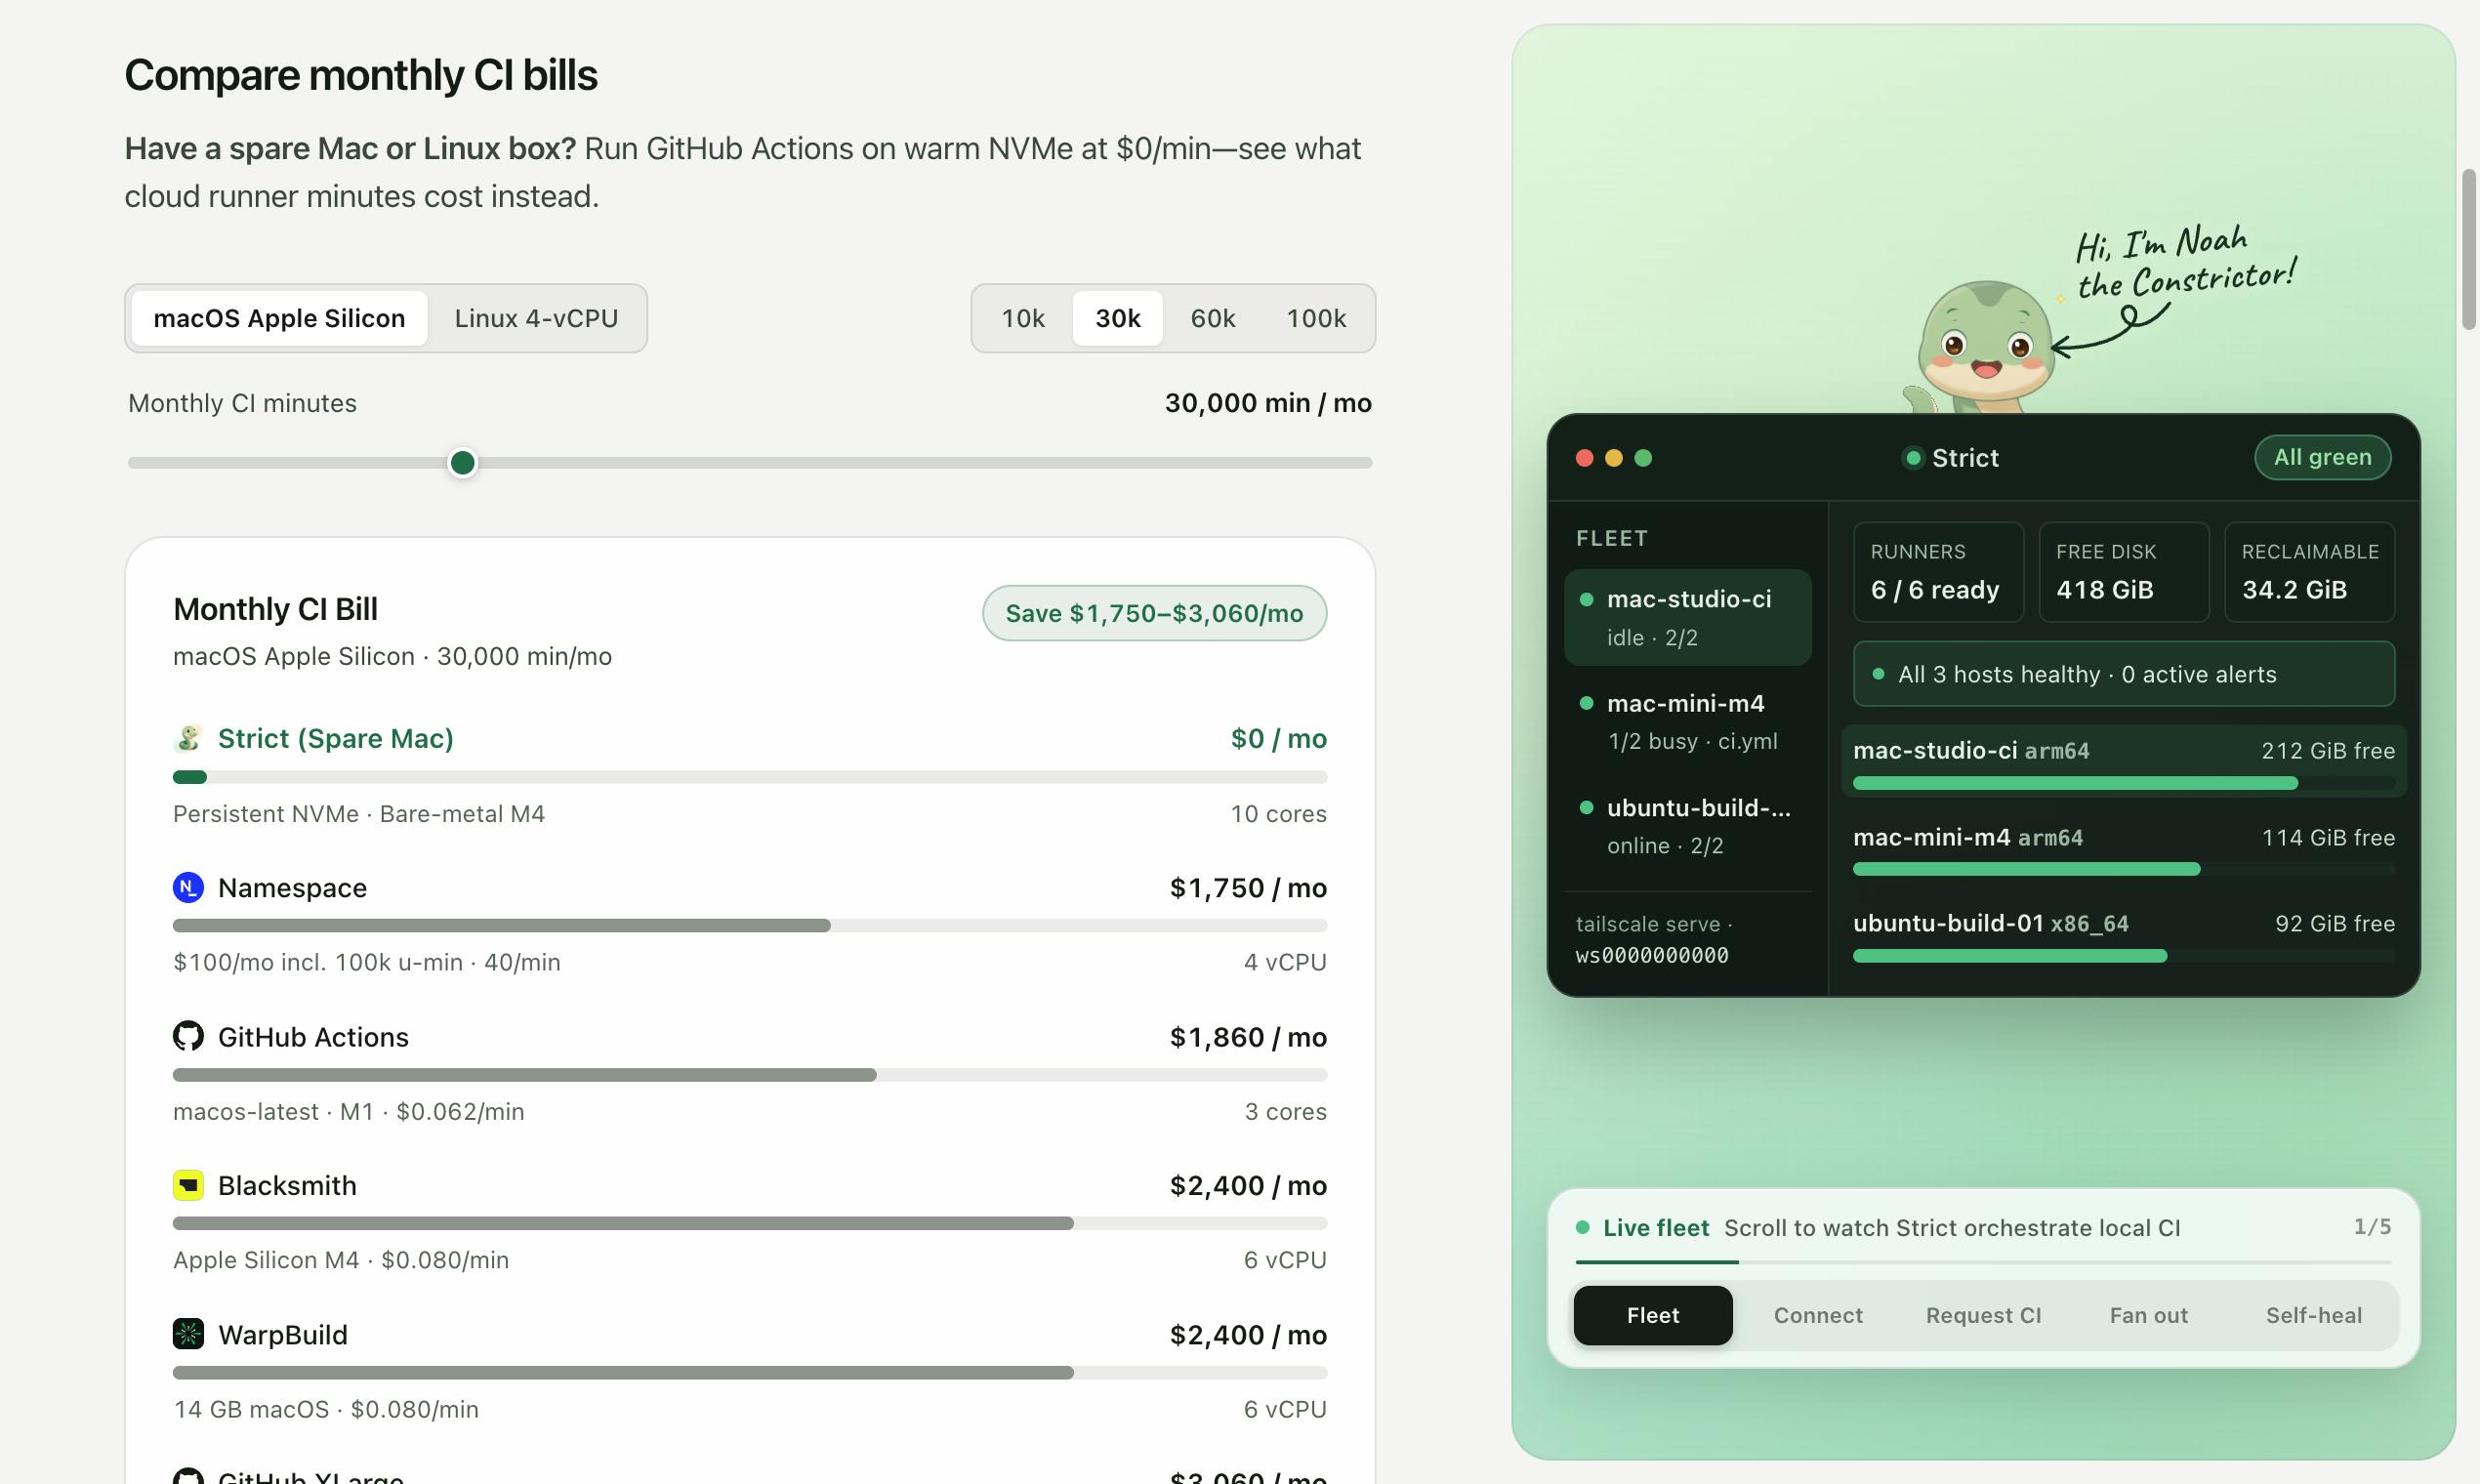 Compare monthly CI bills
Have a spare Mac or Linux box? Run GitHub Actions on warm NVMe at $0/min—see what
cloud runner minutes cost instead.
macOS Apple Silicon
Linux 4-vCPU
10k
30k
60k
100k
Monthly CI minutes
30,000 min / mo
Monthly CI Bill
Save $1,750–$3,060/mo
macOS Apple Silicon · 30,000 min/mo
Strict (Spare Mac)
$0 / mo
Persistent NVMe · Bare-metal M4
10 cores
Namespace
$1,750 / mo
$100/mo incl. 100k u-min · 40/min
4 vCPU
GitHub Actions
$1,860 / mo
macos-latest · M1 · $0.062/min
3 cores
Blacksmith
$2,400 / mo
Apple Silicon M4 · $0.080/min
6 vCPU
WarpBuild
$2,400 / mo
14 GB macOS · $0.080/min
6 vCPU
GitHub XLarge
$3,060 / mo
Hi, I'm Noah
the Constrictor!
Strict
All green
FLEET
mac-studio-ci
idle · 2/2
mac-mini-m4
1/2 busy · ci.yml
ubuntu-build-...
online · 2/2
tailscale serve ·
ws0000000000
RUNNERS
6 / 6 ready
FREE DISK
418 GiB
RECLAIMABLE
34.2 GiB
All 3 hosts healthy · 0 active alerts
mac-studio-ci arm64
212 GiB free
mac-mini-m4 arm64
114 GiB free
ubuntu-build-01 x86_64
92 GiB free
Live fleet Scroll to watch Strict orchestrate local CI
1/5
Fleet
Connect
Request CI
Fan out
Self-heal